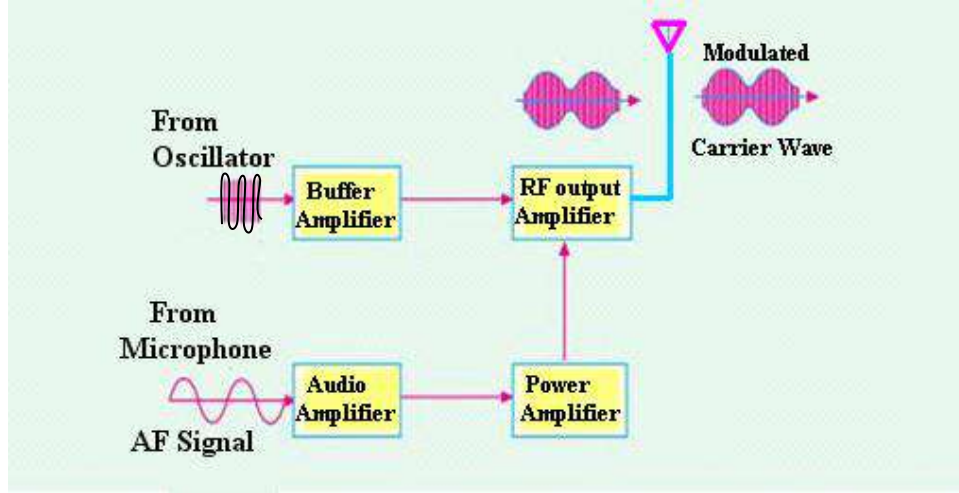 Modulated
Carrier Wave
From
Oscillator
Buffer
Amplifier
RF output
Amplifier
From
Microphone
AF Signal
Audio
Amplifier
Power
Amplifier